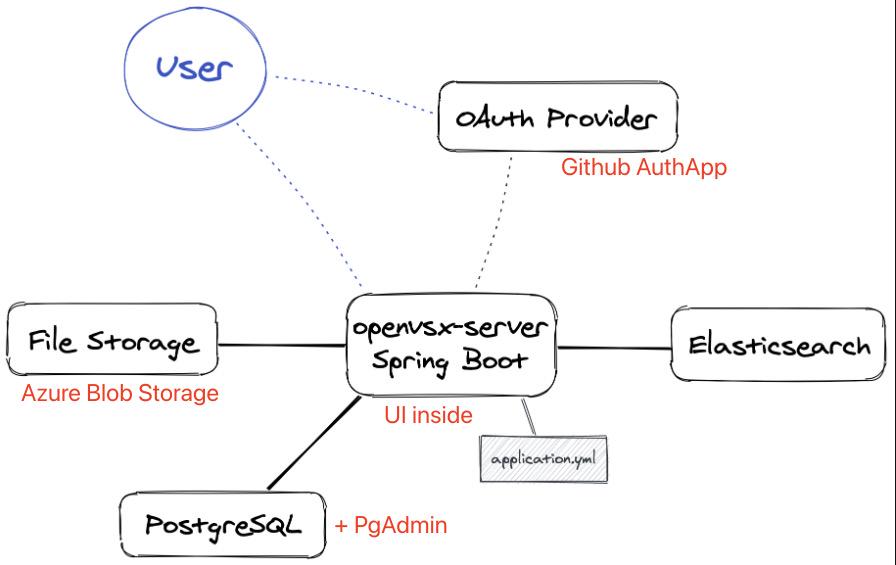 User
OAuth Provider
Github AuthApp
openvsx-server
Spring Boot
File Storage
Elasticsearch
Azure Blob Storage
UI inside
application.yml
PostgreSQL
+ PgAdmin